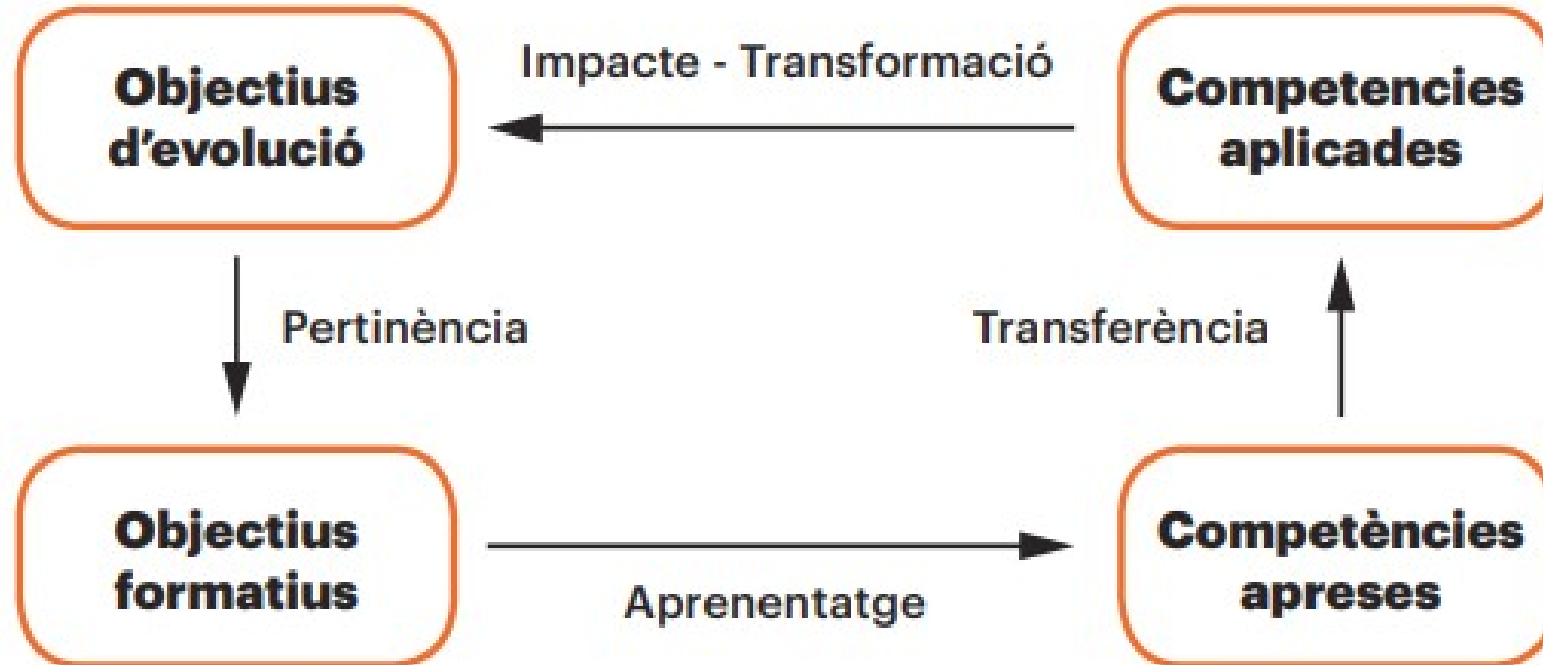 Objectius
d'evolució
Impacte - Transformació
Competencies
aplicades
Pertinència
Transferència
Objectius
formatius
Aprenentatge
Competències
apreses